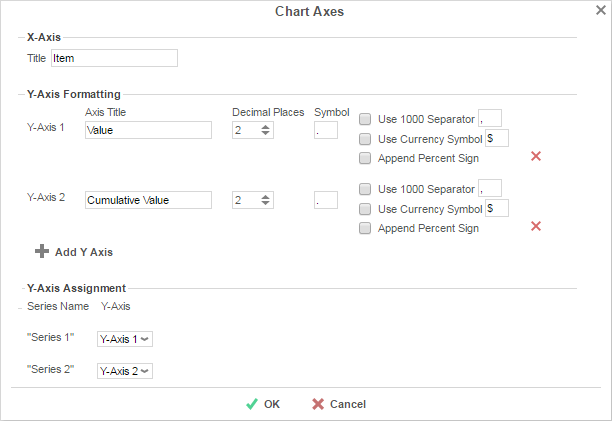 Chart Axes
X-Axis
Title Item
Y-Axis Formatting
Axis Title Decimal Places Symbol
Y-Axis 1 Value 2 . Use 1000 Separator ,
Use Currency Symbol $
Append Percent Sign
Y-Axis 2 Cumulative Value 2 . Use 1000 Separator ,
Use Currency Symbol $
Append Percent Sign
Add Y Axis
Y-Axis Assignment
Series Name Y-Axis
"Series 1" Y-Axis 1
"Series 2" Y-Axis 2
OK Cancel